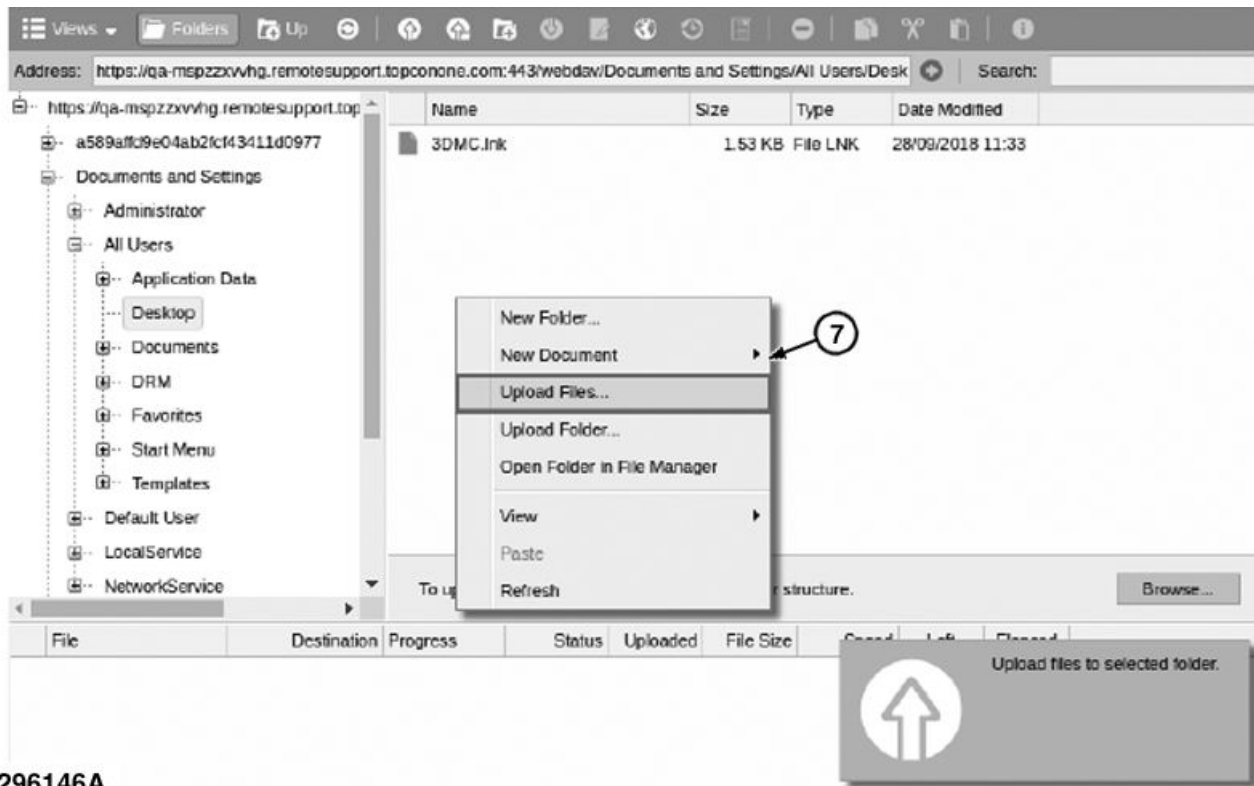 Views Folders Up
Address: https://qa-mspzzxvvhg.remotesupport.topconone.com:443/webdav/Documents and Settings/All Users/Desk Search:
https://qa-mspzzxvvhg.remotesupport.top
a589affd9e04ab2fcf43411d0977
Documents and Settings
Administrator
All Users
Application Data
Desktop
Documents
DRM
Favorites
Start Menu
Templates
Default User
LocalService
NetworkService
Name Size Type Date Modified
3DMC.lnk 1.53 KB File LNK 28/09/2018 11:33
New Folder...
New Document
Upload Files...
Upload Folder...
Open Folder in File Manager
View
Paste
Refresh
7
To structure.
Browse...
File Destination Progress Status Uploaded File Size
Upload files to selected folder.
296146A